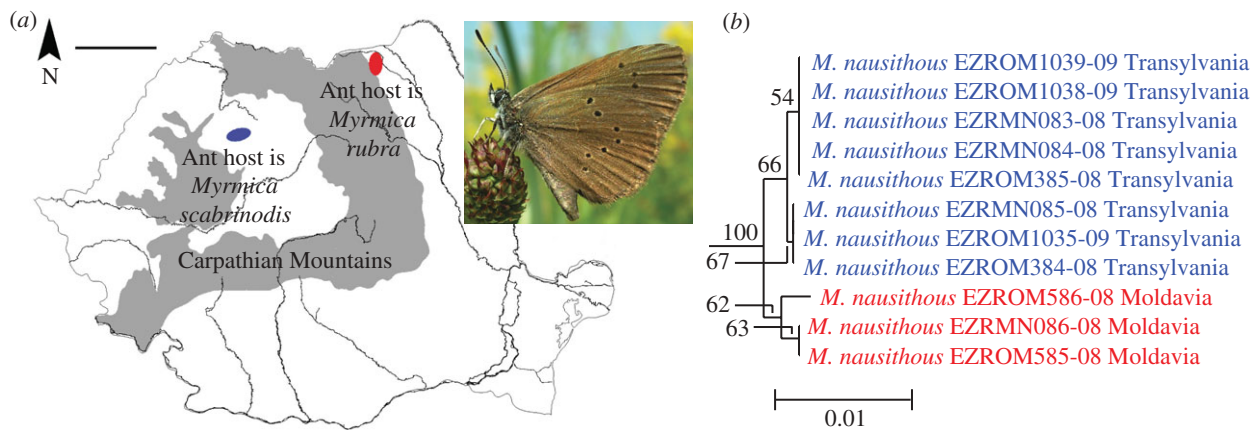 (a)
N
Ant host is
Myrmica
rubra
Ant host is
Myrmica
scabrinodis
Carpathian Mountains
(b)
M. nausithous EZROM1039-09 Transylvania
54
M. nausithous EZROM1038-09 Transylvania
M. nausithous EZRMN083-08 Transylvania
M. nausithous EZRMN084-08 Transylvania
66
M. nausithous EZROM385-08 Transylvania
M. nausithous EZRMN085-08 Transylvania
100
M. nausithous EZROM1035-09 Transylvania
67
M. nausithous EZROM384-08 Transylvania
62
M. nausithous EZROM586-08 Moldavia
63
M. nausithous EZRMN086-08 Moldavia
M. nausithous EZROM585-08 Moldavia
0.01